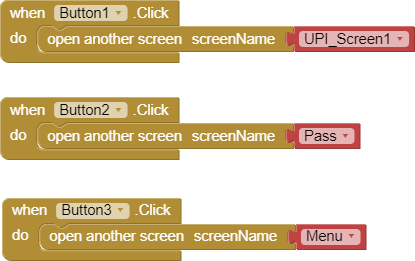 when Button1 .Click
do open another screen screenName UPI_Screen1
when Button2 .Click
do open another screen screenName Pass
when Button3 .Click
do open another screen screenName Menu